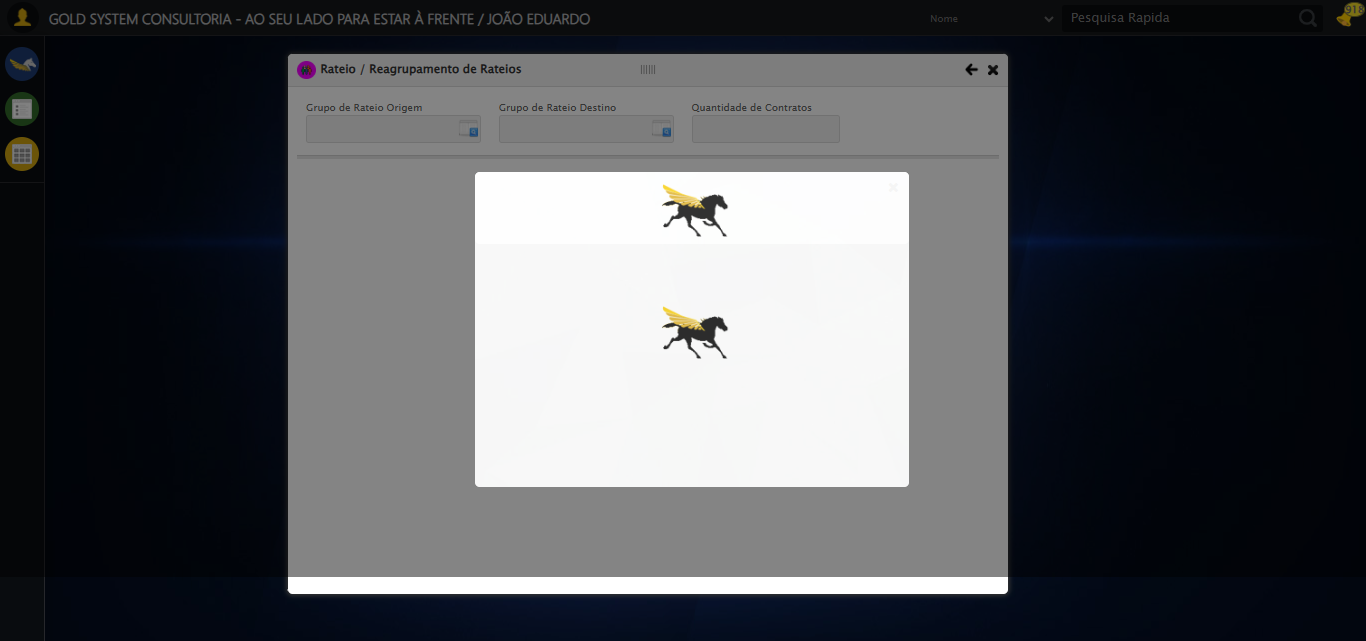 GOLD SYSTEM CONSULTORIA - AO SEU LADO PARA ESTAR À FRENTE / JOÃO EDUARDO
Nome
Pesquisa Rapida
918
Rateio / Reagrupamento de Rateios
Grupo de Rateio Origem
Grupo de Rateio Destino
Quantidade de Contratos